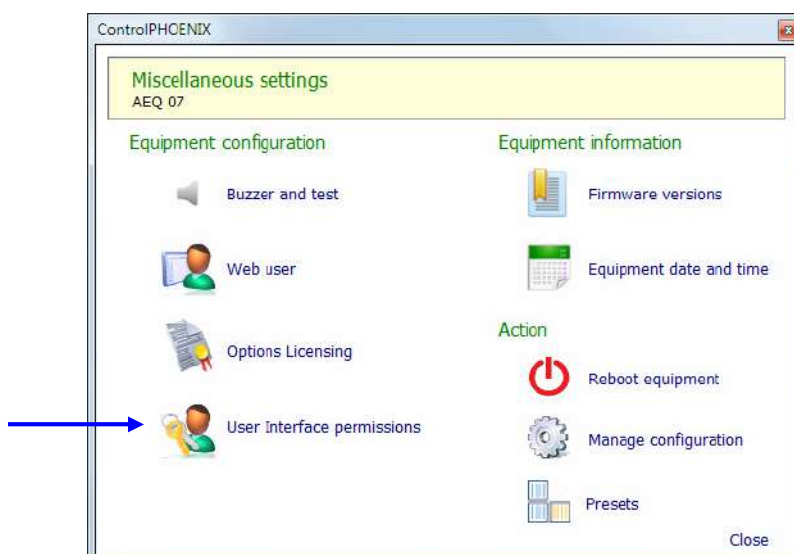 ControlPHOENIX
Miscellaneous settings
AEQ 07
Equipment configuration
Buzzer and test
Web user
Options Licensing
User Interface permissions
Equipment information
Firmware versions
Equipment date and time
Action
Reboot equipment
Manage configuration
Presets
Close